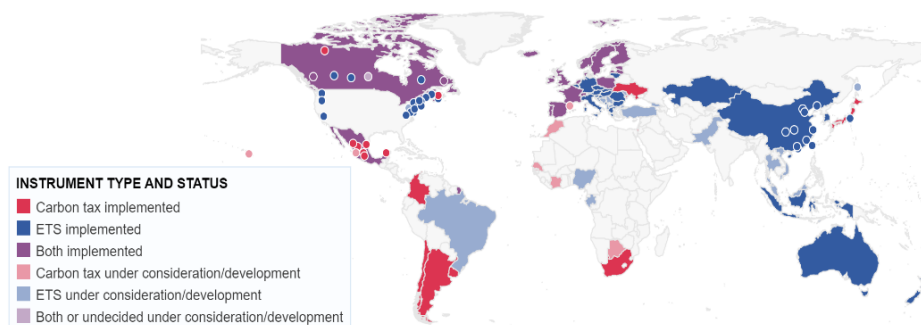 INSTRUMENT TYPE AND STATUS
Carbon tax implemented
ETS implemented
Both implemented
Carbon tax under consideration/development
ETS under consideration/development
Both or undecided under consideration/development